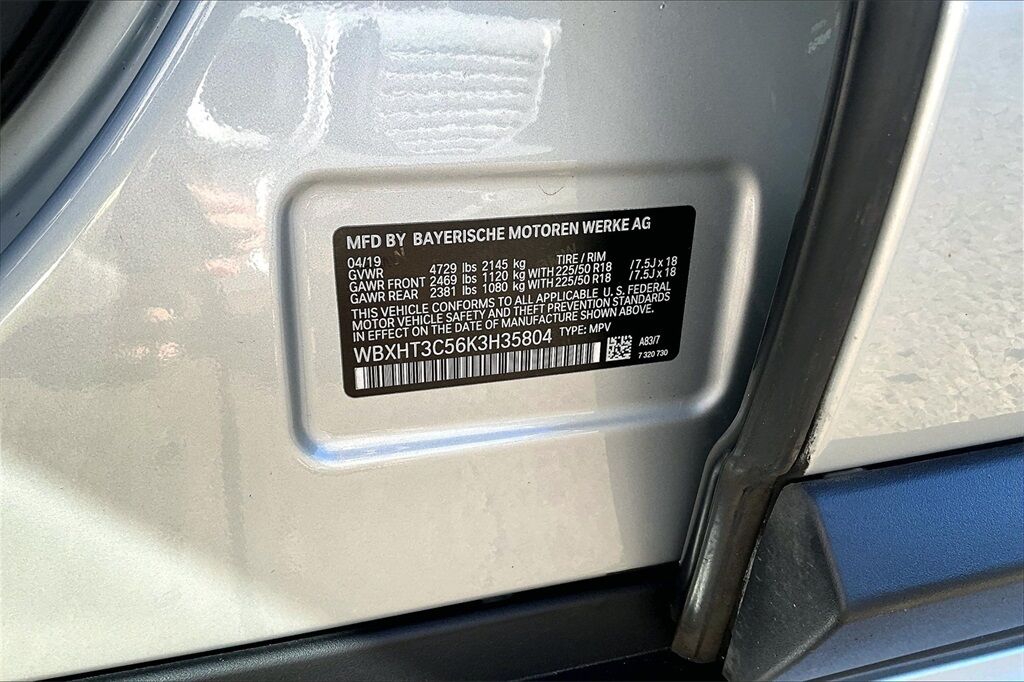 MFD BY BAYERISCHE MOTOREN WERKE AG
04/19 TIRE / RIM
GVWR 4729 lbs 2145 kg
GAWR FRONT 2469 lbs 1120 kg WITH 225/50 R18 /7.5J x 18
GAWR REAR 2381 lbs 1080 kg WITH 225/50 R18 /7.5J x 18
THIS VEHICLE CONFORMS TO ALL APPLICABLE U.S. FEDERAL
MOTOR VEHICLE SAFETY AND THEFT PREVENTION STANDARDS
IN EFFECT ON THE DATE OF MANUFACTURE SHOWN ABOVE.
WBXHT3C56K3H35804 TYPE: MPV
A83/7
7 320 730